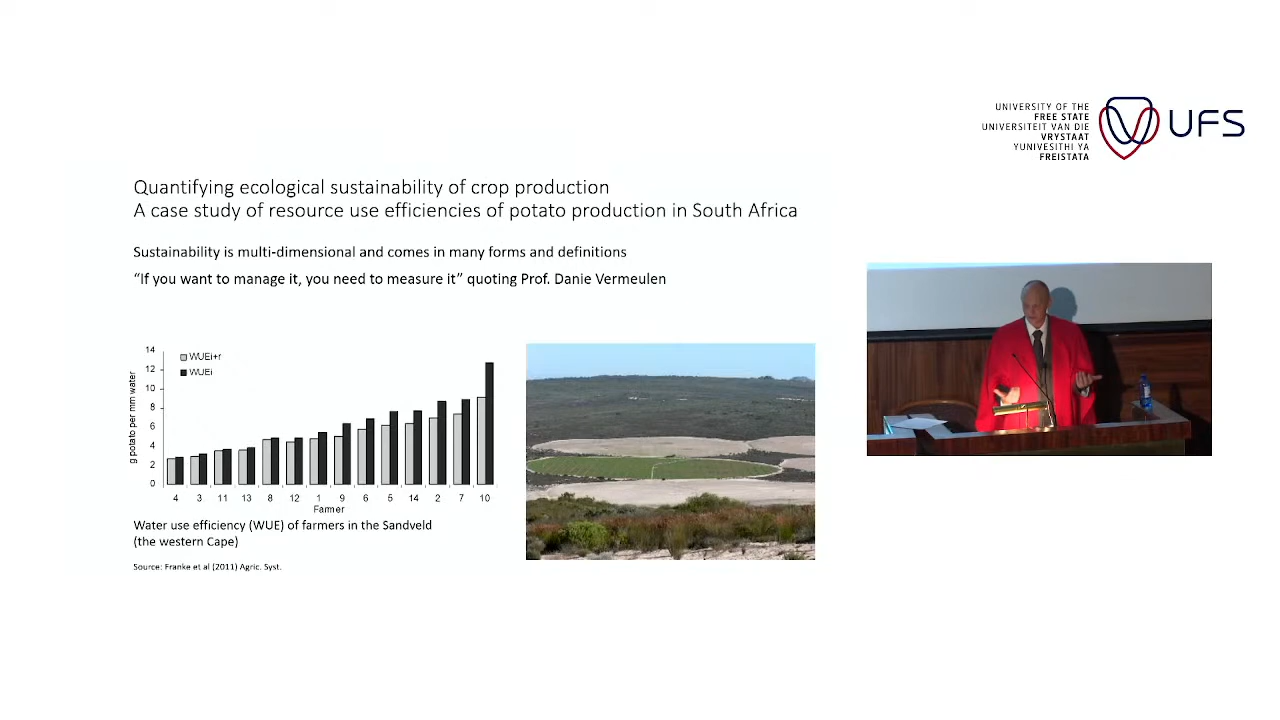 UNIVERSITY OF THE
FREE STATE
UNIVERSITEIT VAN DIE
VRYSTAAT
YUNIVESITHI YA
FREISTATA
UFS
Quantifying ecological sustainability of crop production
A case study of resource use efficiencies of potato production in South Africa
Sustainability is multi-dimensional and comes in many forms and definitions
“If you want to manage it, you need to measure it” quoting Prof. Danie Vermeulen
14
12
10
8
6
4
2
0
g potato per mm water
WUEi+r
WUEi
4 3 11 13 8 12 1 9 6 5 14 2 7 10
Farmer
Water use efficiency (WUE) of farmers in the Sandveld
(the western Cape)
Source: Franke et al (2011) Agric. Syst.